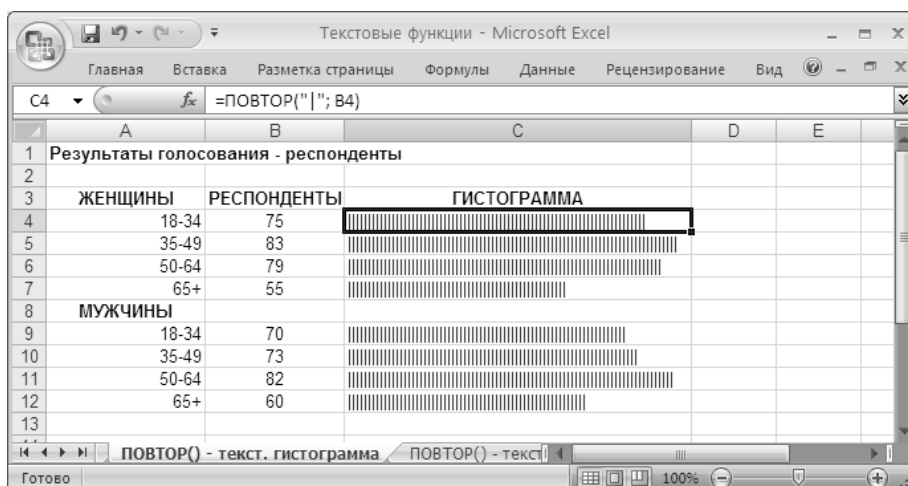 Текстовые функции - Microsoft Excel
Главная Вставка Разметка страницы Формулы Данные Рецензирование Вид
C4 fx =ПОВТОР("|"; B4)
A B C D E
1 Результаты голосования - респонденты
2
3 ЖЕНЩИНЫ РЕСПОНДЕНТЫ ГИСТОГРАММА
4 18-34 75
5 35-49 83
6 50-64 79
7 65+ 55
8 МУЖЧИНЫ
9 18-34 70
10 35-49 73
11 50-64 82
12 65+ 60
13
ПОВТОР() - текст. гистограмма ПОВТОР() - текст
Готово 100%